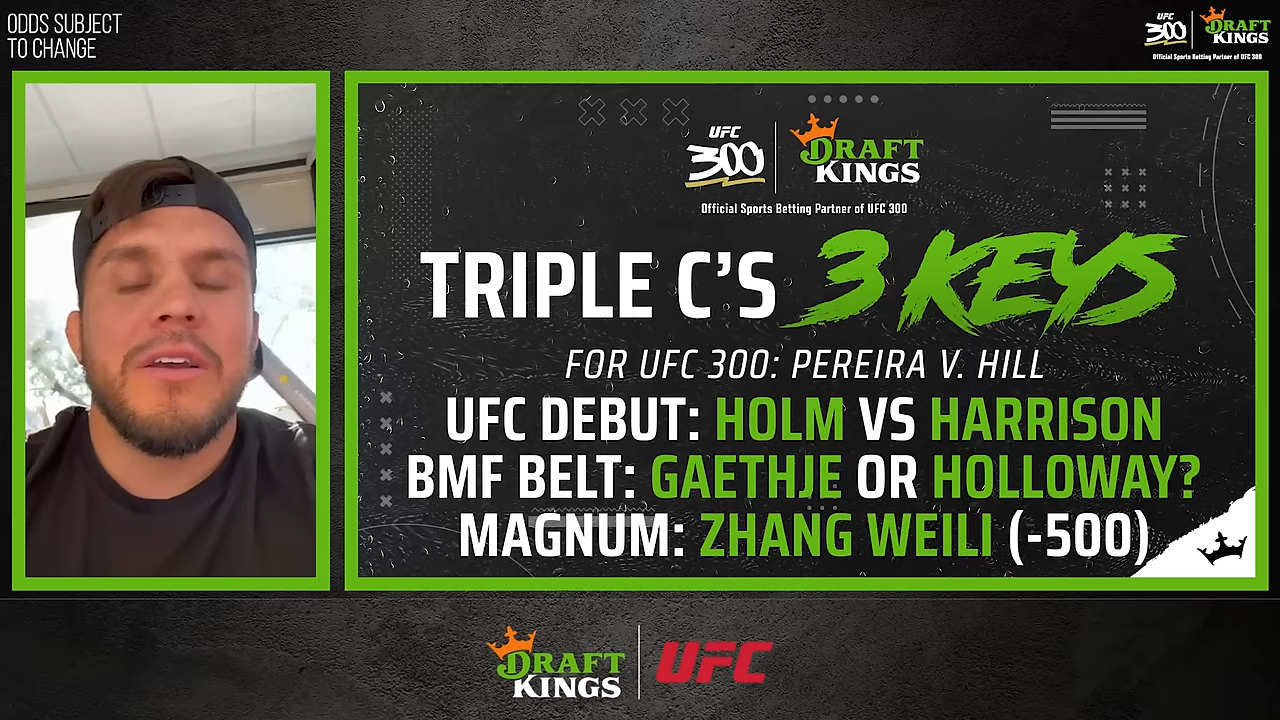 ODDS SUBJECT
TO CHANGE
UFC
300
DRAFT
KINGS
Official Sports Betting Partner of UFC 300
UFC
300
DRAFT
KINGS
Official Sports Betting Partner of UFC 300
TRIPLE C'S 3 KEYS
FOR UFC 300: PEREIRA V. HILL
UFC DEBUT: HOLM VS HARRISON
BMF BELT: GAETHJE OR HOLLOWAY?
MAGNUM: ZHANG WEILI (-500)
DRAFT
KINGS
UFC